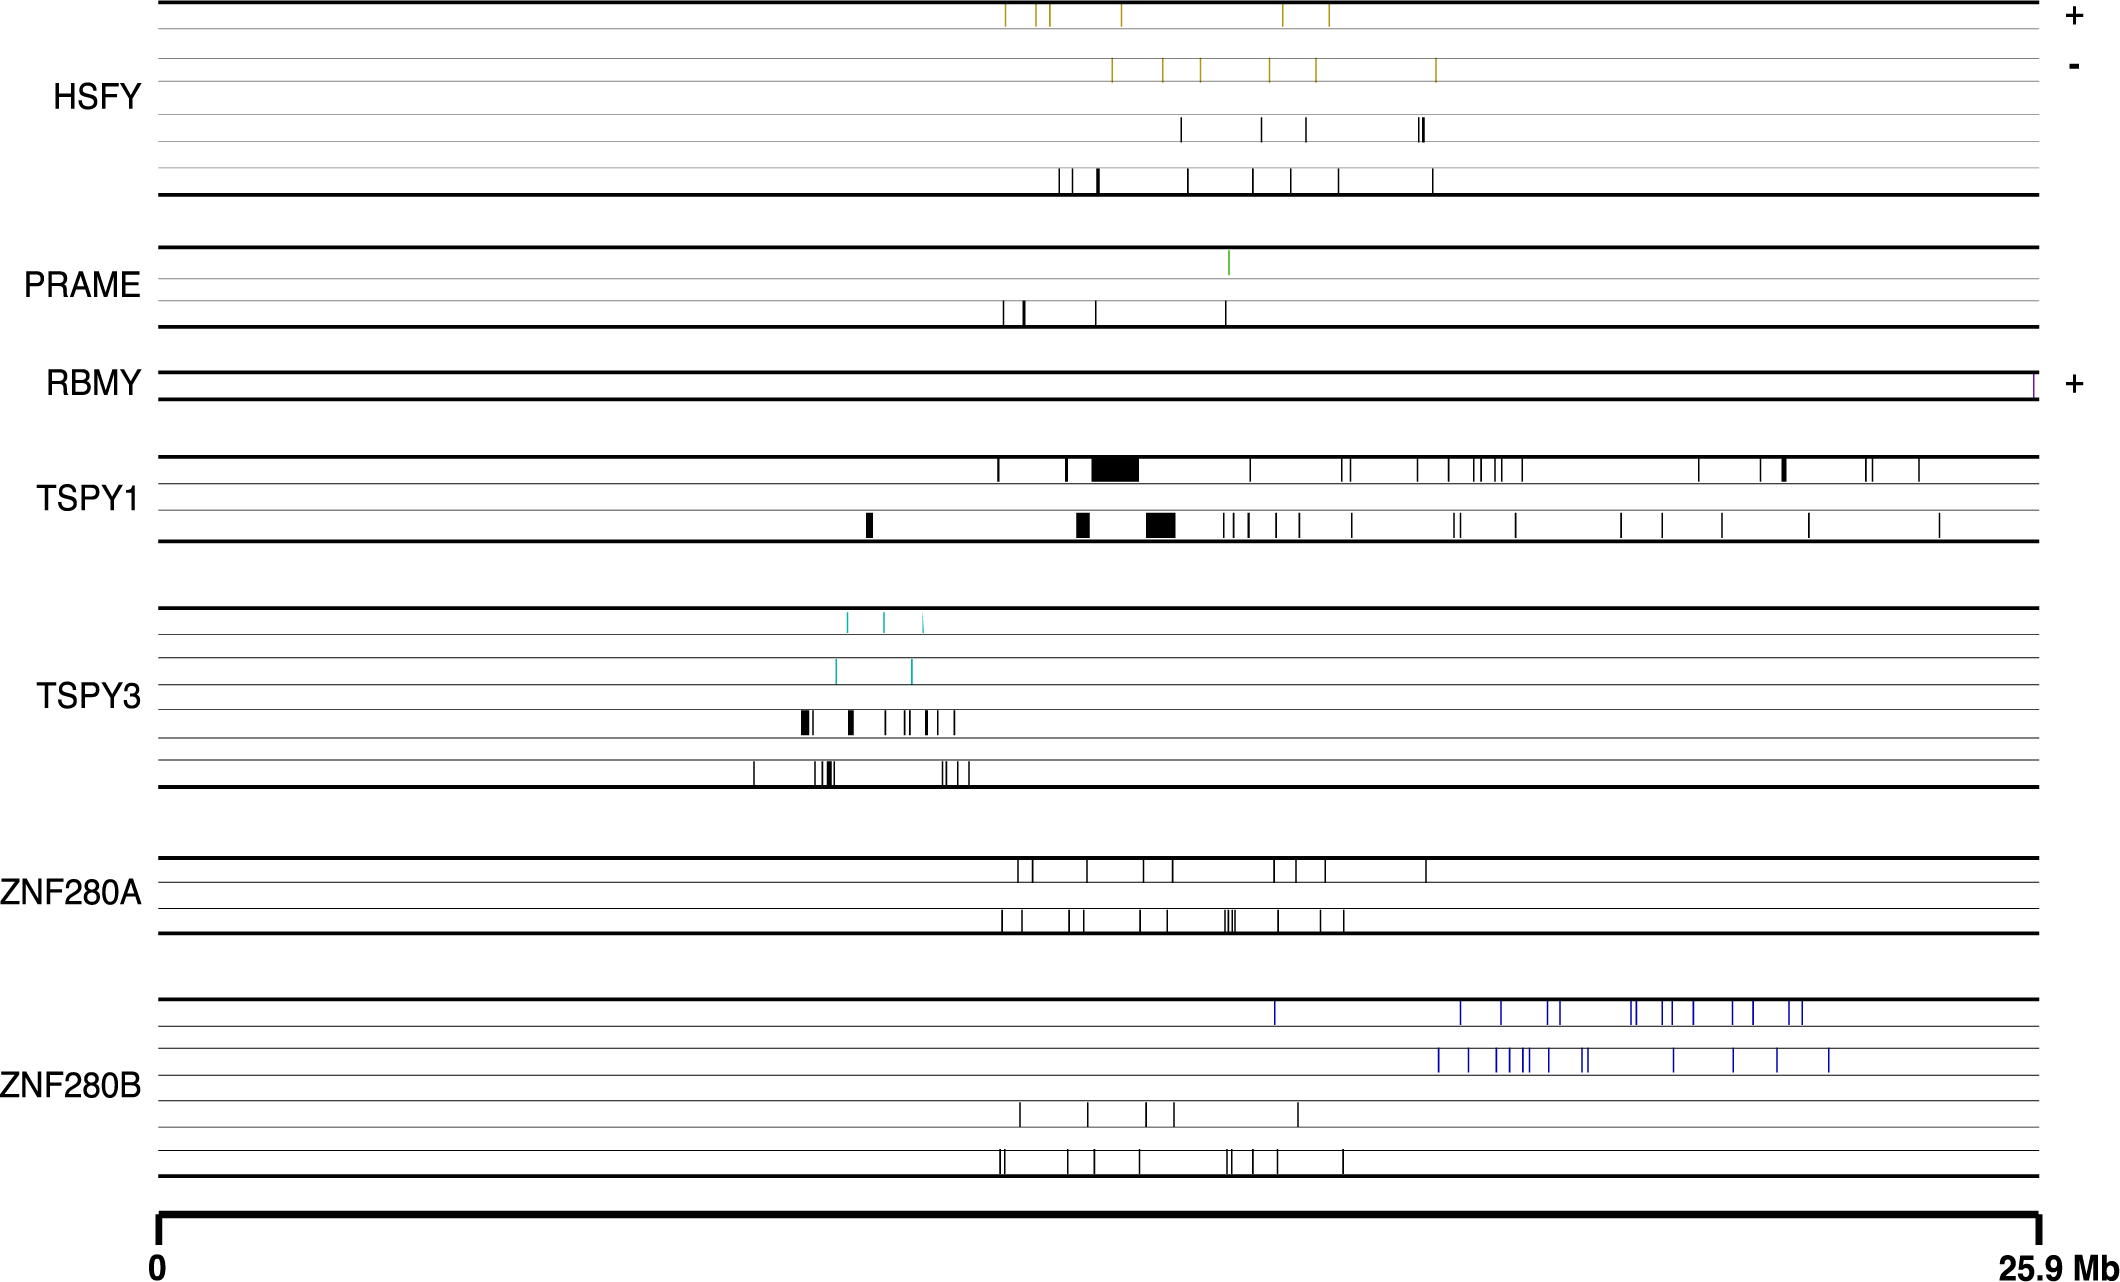 +
-
HSFY
PRAME
RBMY +
TSPY1
TSPY3
ZNF280A
ZNF280B
0 25.9 Mb